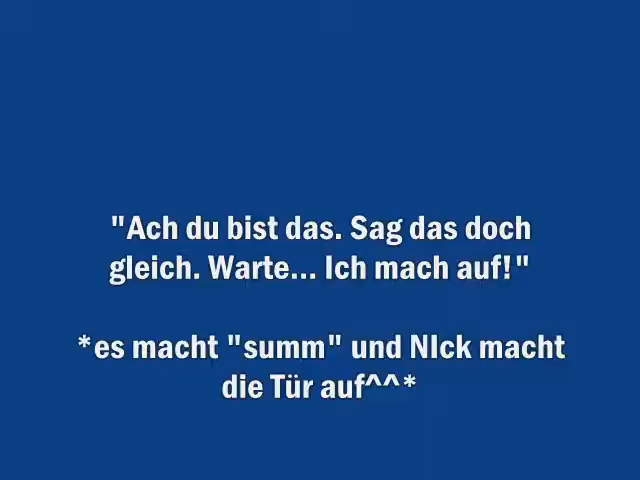 "Ach du bist das. Sag das doch
gleich. Warte... Ich mach auf!"
*es macht "summ" und NIck macht
die Tür auf^^*